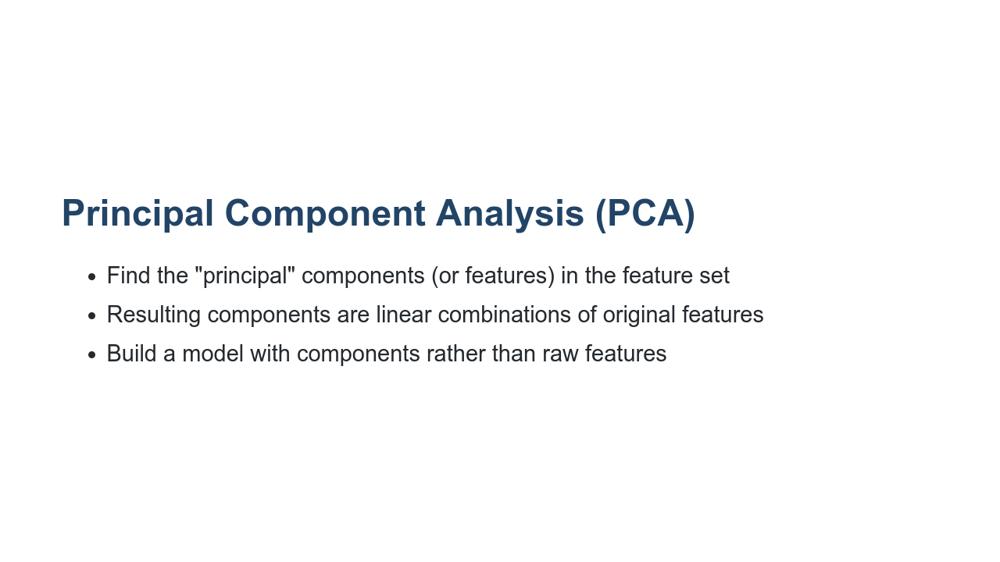 Principal Component Analysis (PCA)
• Find the "principal" components (or features) in the feature set
• Resulting components are linear combinations of original features
• Build a model with components rather than raw features